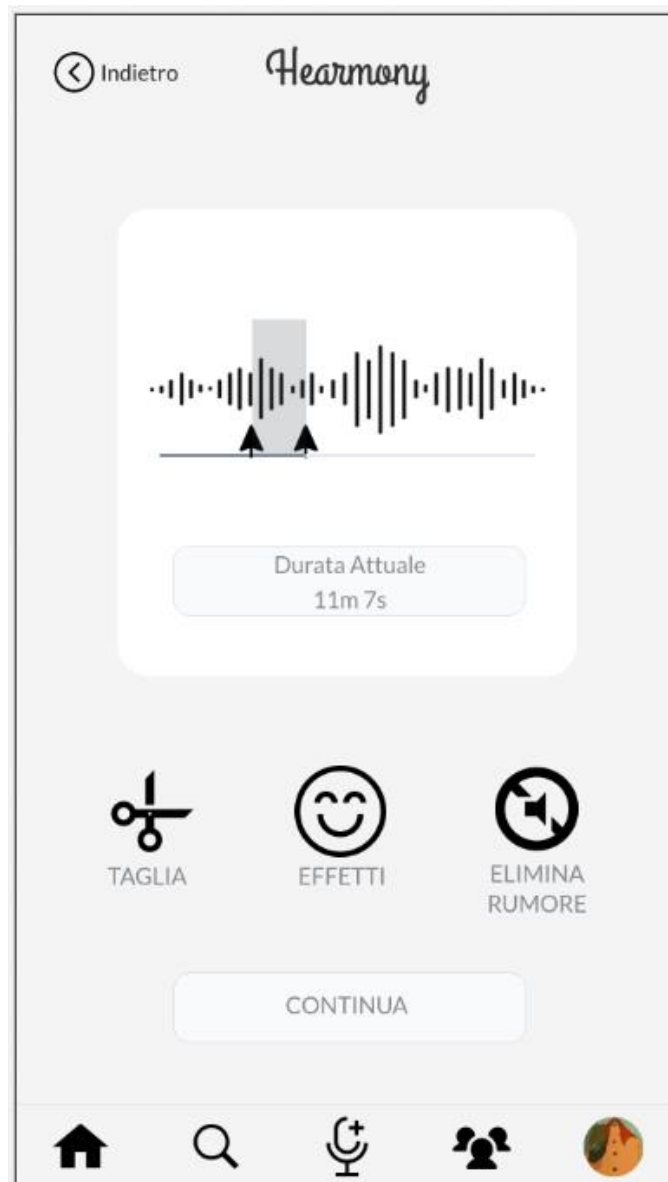 Indietro
Hearmony
Durata Attuale
11m 7s
TAGLIA
EFFETTI
ELIMINA
RUMORE
CONTINUA